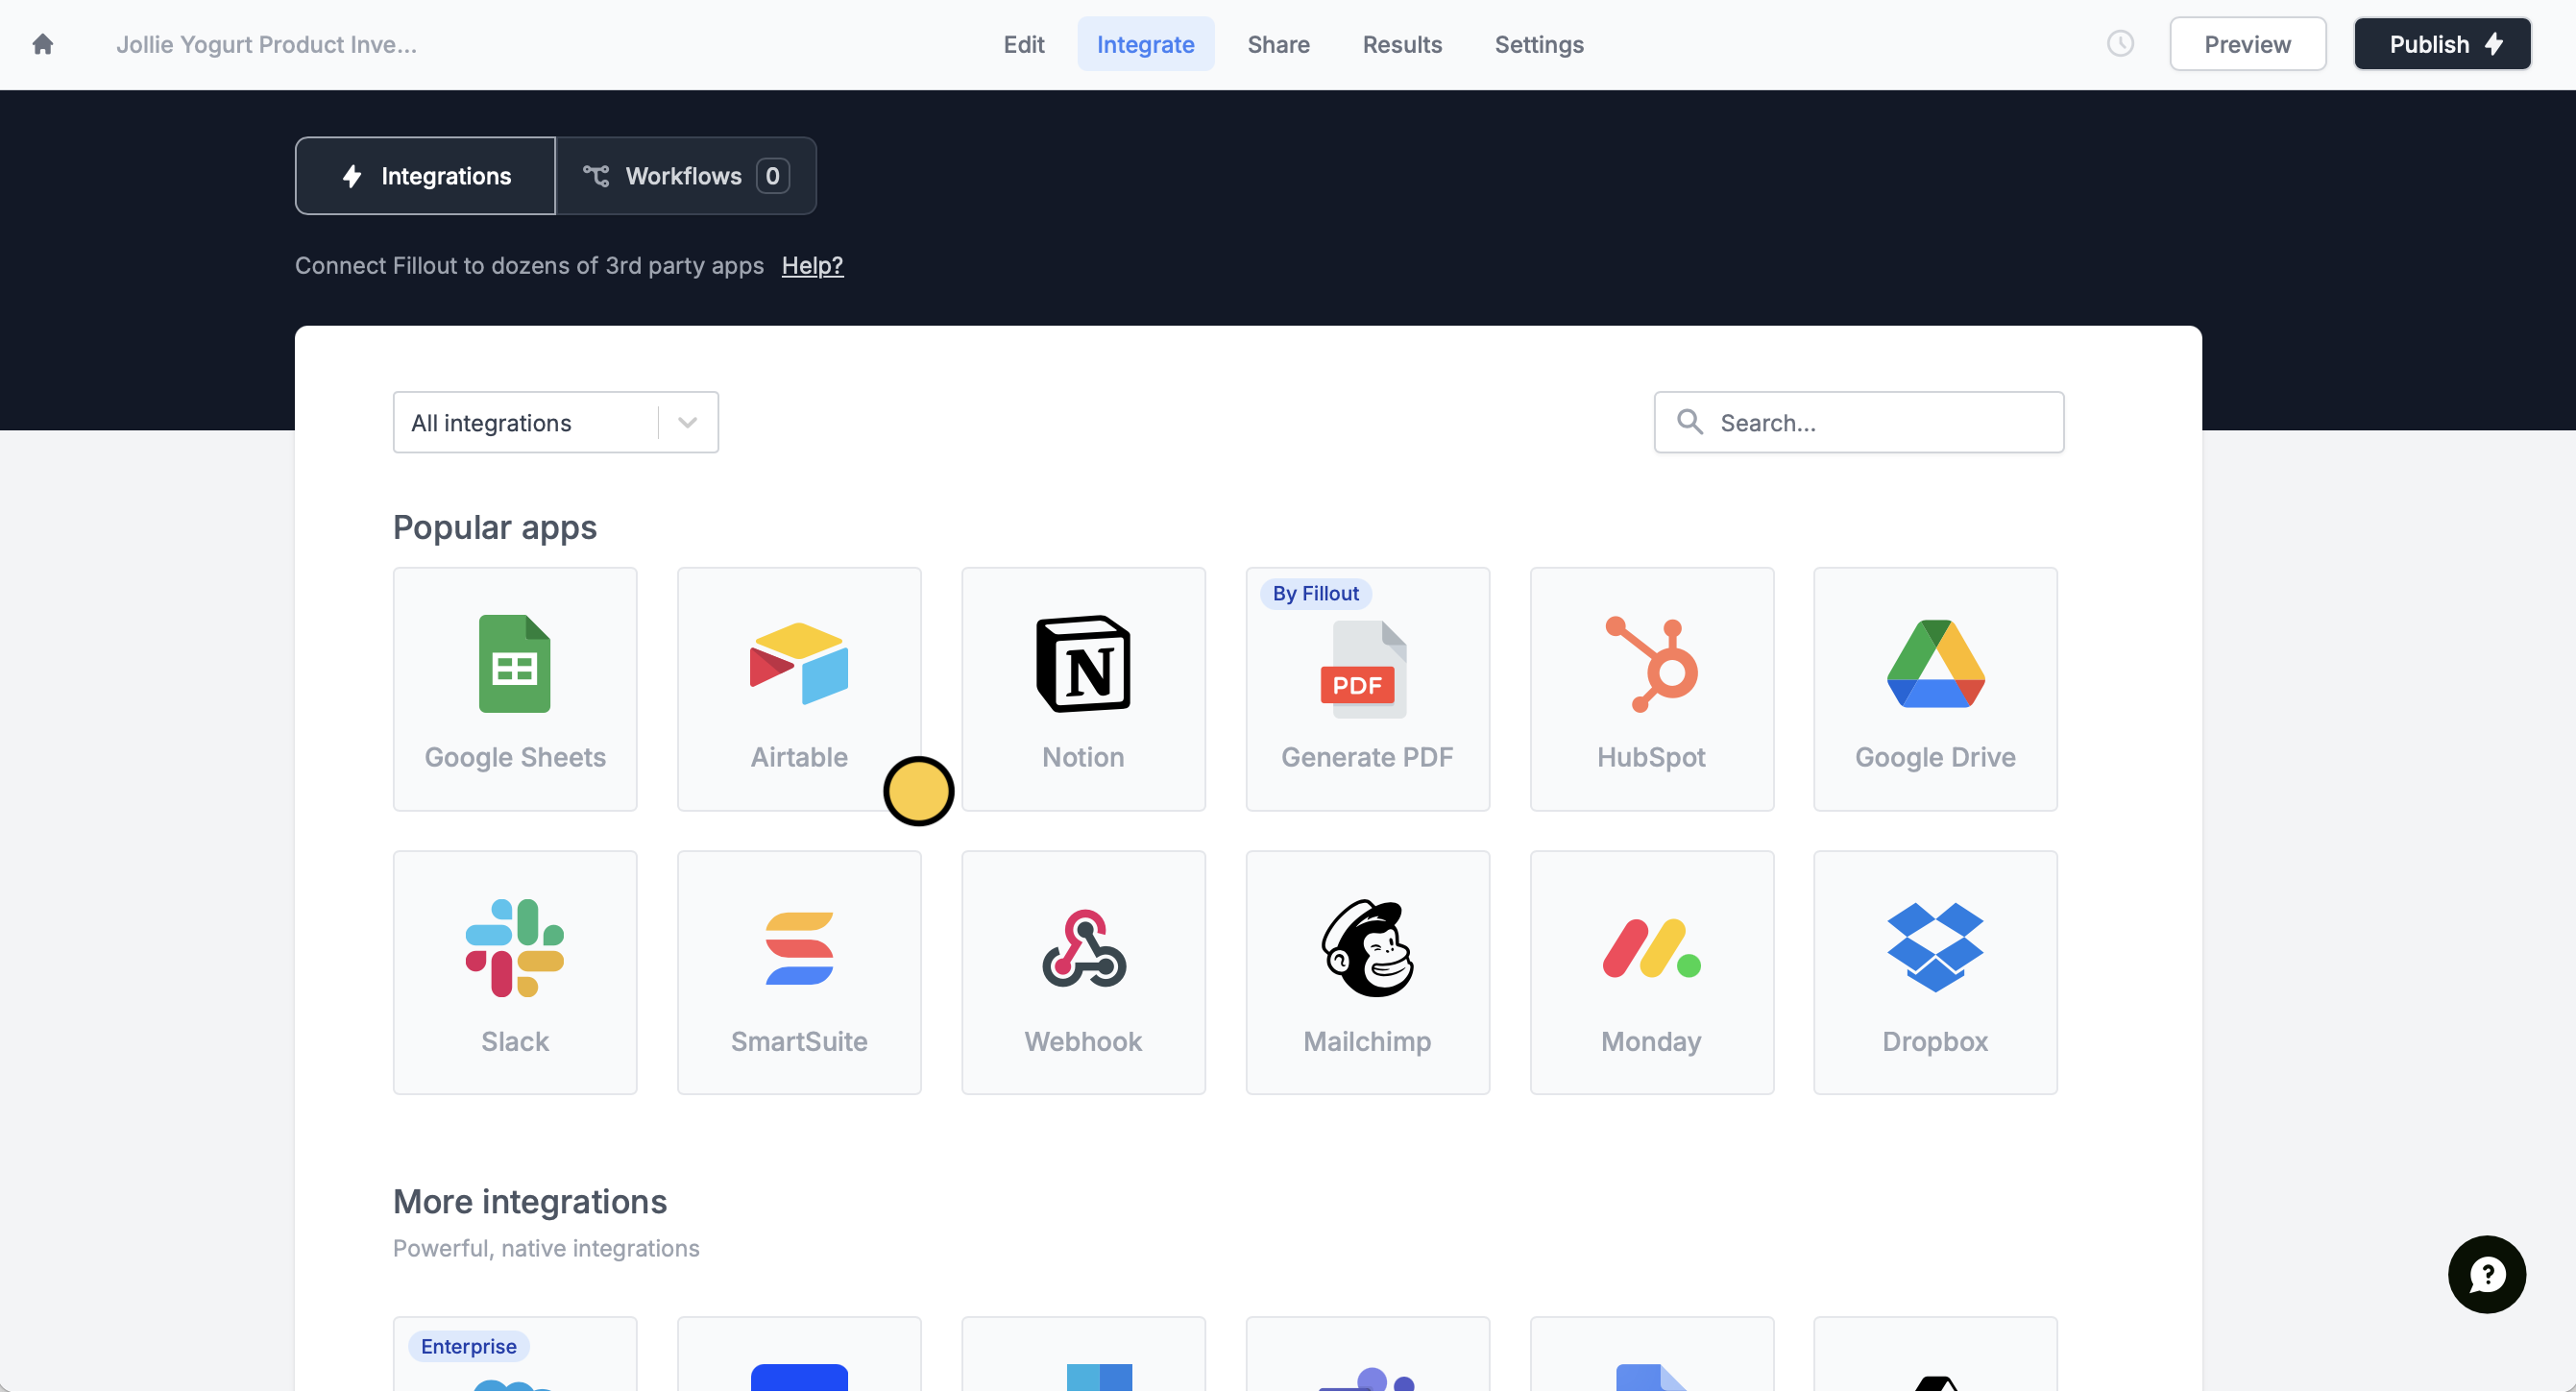 Jollie Yogurt Product Inve...
Edit
Integrate
Share
Results
Settings
Preview
Publish
Integrations
Workflows 0
Connect Fillout to dozens of 3rd party apps Help?
All integrations
Search...
Popular apps
Google Sheets
Airtable
N
Notion
By Fillout
PDF
Generate PDF
HubSpot
Google Drive
Slack
SmartSuite
Webhook
Mailchimp
Monday
Dropbox
More integrations
Powerful, native integrations
Enterprise
?